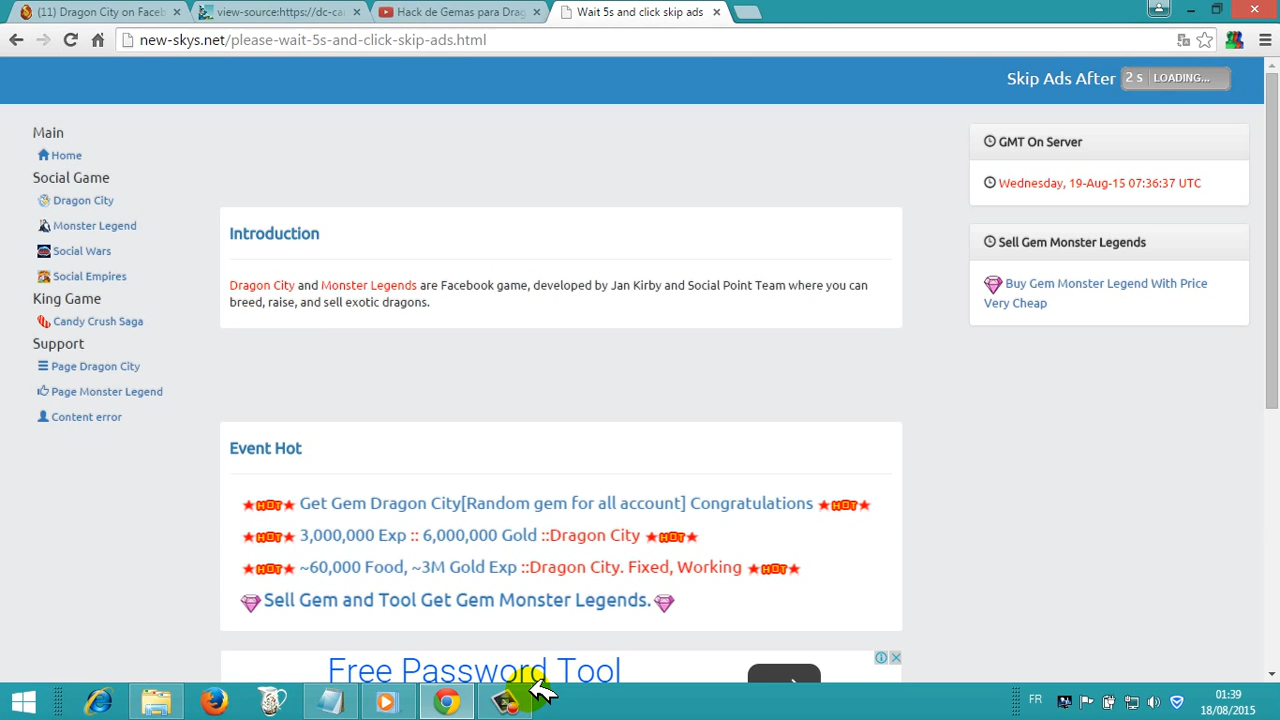 (11) Dragon City on Faceb
view-source:https://dc-ca
Hack de Gemas para Drag
Wait 5s and click skip ads
new-skys.net/please-wait-5s-and-click-skip-ads.html
Skip Ads After 2 s LOADING...
Main
Home
Social Game
Dragon City
Monster Legend
Social Wars
Social Empires
King Game
Candy Crush Saga
Support
Page Dragon City
Page Monster Legend
Content error
Introduction
Dragon City and Monster Legends are Facebook game, developed by Jan Kirby and Social Point Team where you can
breed, raise, and sell exotic dragons.
Event Hot
HOT Get Gem Dragon City[Random gem for all account] Congratulations HOT
HOT 3,000,000 Exp :: 6,000,000 Gold ::Dragon City HOT
HOT ~60,000 Food, ~3M Gold Exp ::Dragon City. Fixed, Working HOT
Sell Gem and Tool Get Gem Monster Legends.
Free Password Tool
GMT On Server
Wednesday, 19-Aug-15 07:36:37 UTC
Sell Gem Monster Legends
Buy Gem Monster Legend With Price
Very Cheap
FR
01:39
18/08/2015